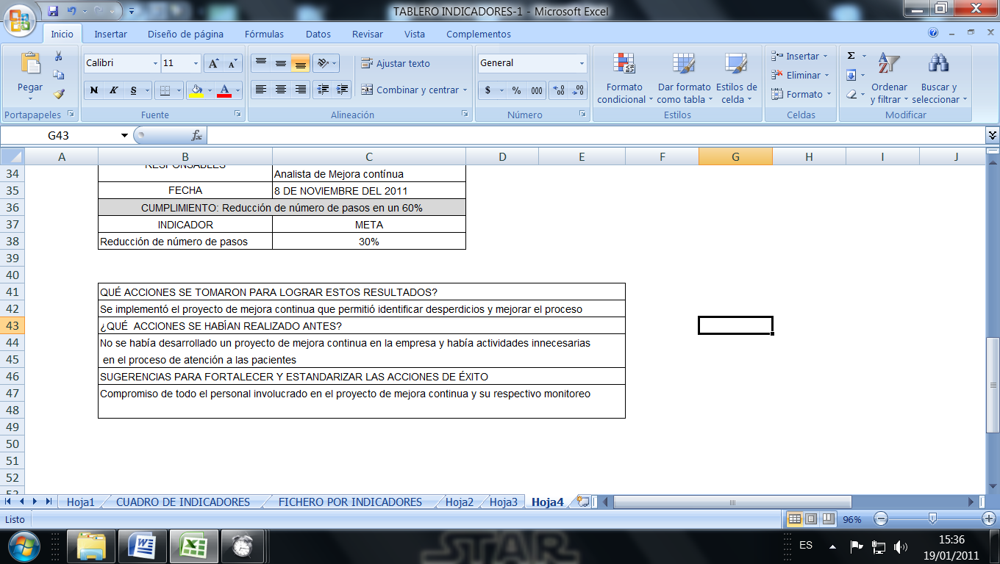 TABLERO INDICADORES-1 - Microsoft Excel
Inicio Insertar Diseño de página Fórmulas Datos Revisar Vista Complementos
Pegar
Portapapeles
Calibri 11
N K S
A A
A
Fuente
Ajustar texto
Combinar y centrar
Alineación
General
$ % 000
Número
Formato condicional
Dar formato como tabla
Estilos de celda
Estilos
Insertar
Eliminar
Formato
Celdas
Σ
Ordenar y filtrar
Buscar y seleccionar
Modificar
G43 fx
A B C D E F G H I J
RESPONSABLES
34 Analista de Mejora contínua
35 FECHA 8 DE NOVIEMBRE DEL 2011
36 CUMPLIMIENTO: Reducción de número de pasos en un 60%
37 INDICADOR META
38 Reducción de número de pasos 30%
39
40
41 QUÉ ACCIONES SE TOMARON PARA LOGRAR ESTOS RESULTADOS?
42 Se implementó el proyecto de mejora continua que permitió identificar desperdicios y mejorar el proceso
43 ¿QUÉ  ACCIONES SE HABÍAN REALIZADO ANTES?
44 No se había desarrollado un proyecto de mejora continua en la empresa y había actividades innecesarias
45 en el proceso de atención a las pacientes
46 SUGERENCIAS PARA FORTALECER Y ESTANDARIZAR LAS ACCIONES DE ÉXITO
47 Compromiso de todo el personal involucrado en el proyecto de mejora continua y su respectivo monitoreo
48
49
50
51
52
53
Hoja1 CUADRO DE INDICADORES FICHERO POR INDICADORES Hoja2 Hoja3 Hoja4
Listo 96%
STAR
ES 15:36
19/01/2011